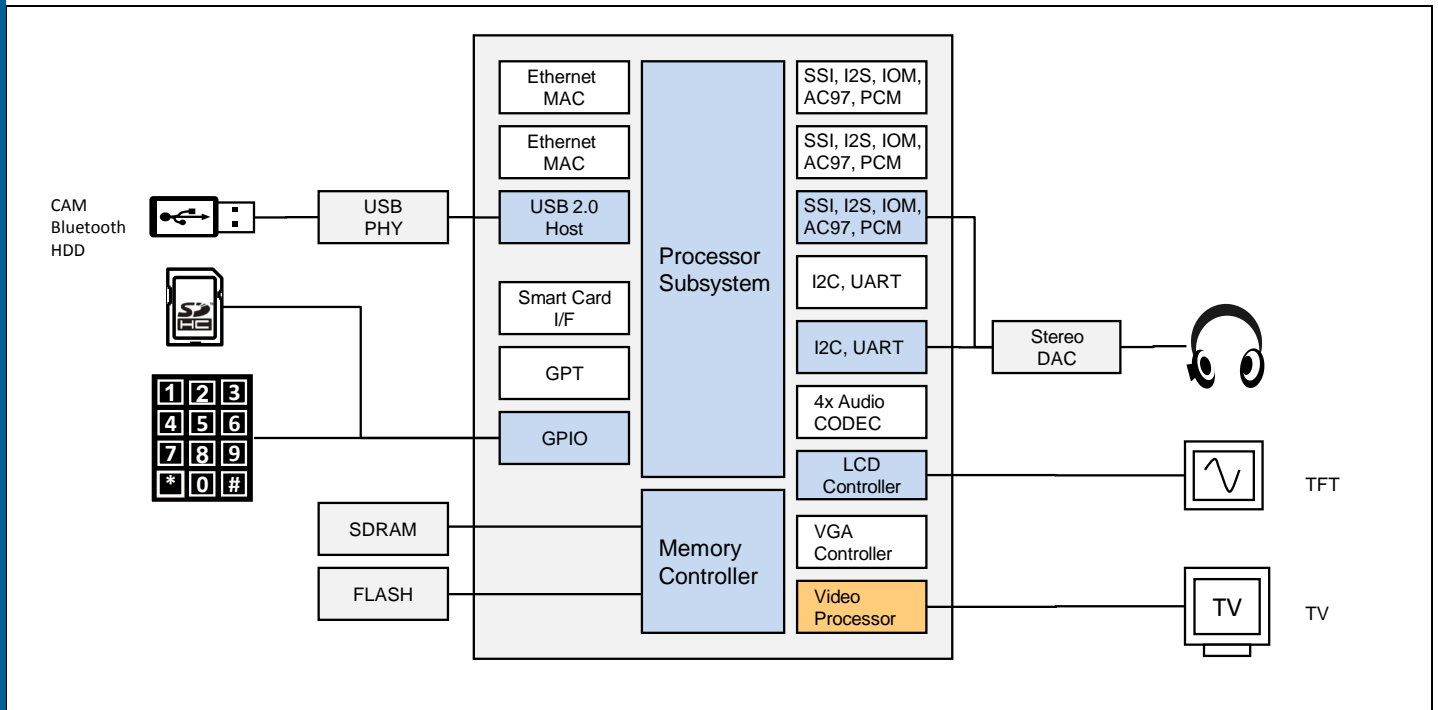 CAM
Bluetooth
HDD
USB
PHY
SD
HC
1 2 3
4 5 6
7 8 9
* 0 #
SDRAM
FLASH
Ethernet
MAC
Ethernet
MAC
USB 2.0
Host
Smart Card
I/F
GPT
GPIO
Processor
Subsystem
Memory
Controller
SSI, I2S, IOM,
AC97, PCM
SSI, I2S, IOM,
AC97, PCM
SSI, I2S, IOM,
AC97, PCM
I2C, UART
I2C, UART
4x Audio
CODEC
LCD
Controller
VGA
Controller
Video
Processor
Stereo
DAC
TFT
TV
TV